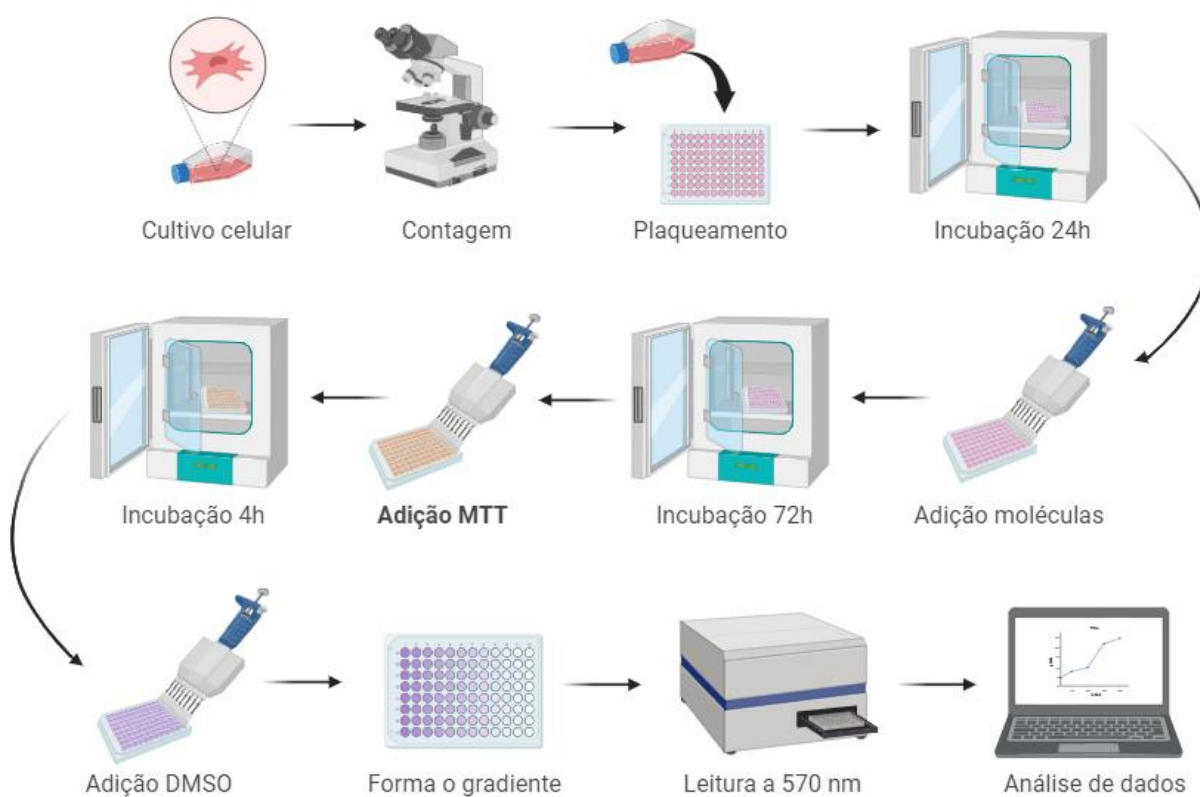 Cultivo celular
Contagem
Plaqueamento
Incubação 24h
Incubação 4h
Adição MTT
Incubação 72h
Adição moléculas
Adição DMSO
Forma o gradiente
Leitura a 570 nm
Análise de dados